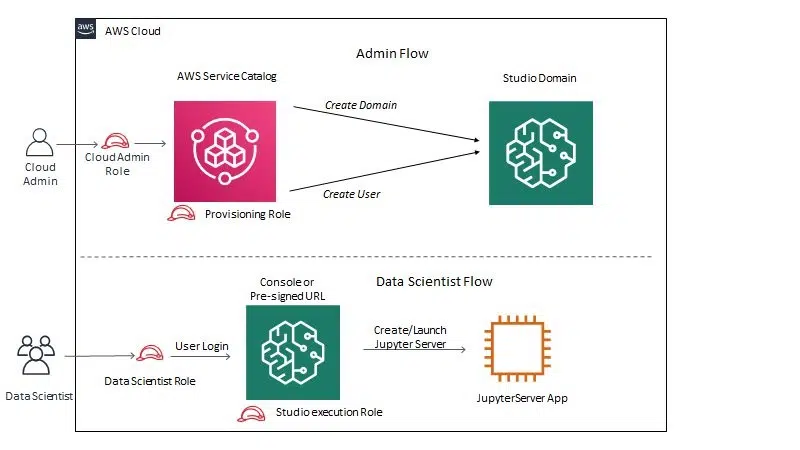 aws
AWS Cloud
Admin Flow
AWS Service Catalog
Studio Domain
Create Domain
Cloud Admin
Role
Cloud
Admin
Create User
Provisioning Role
Console or
Pre-signed URL
Data Scientist Flow
Create/Launch
Jupyter Server
User Login
Data Scientist Role
Data Scientist
Studio execution Role
JupyterServer App